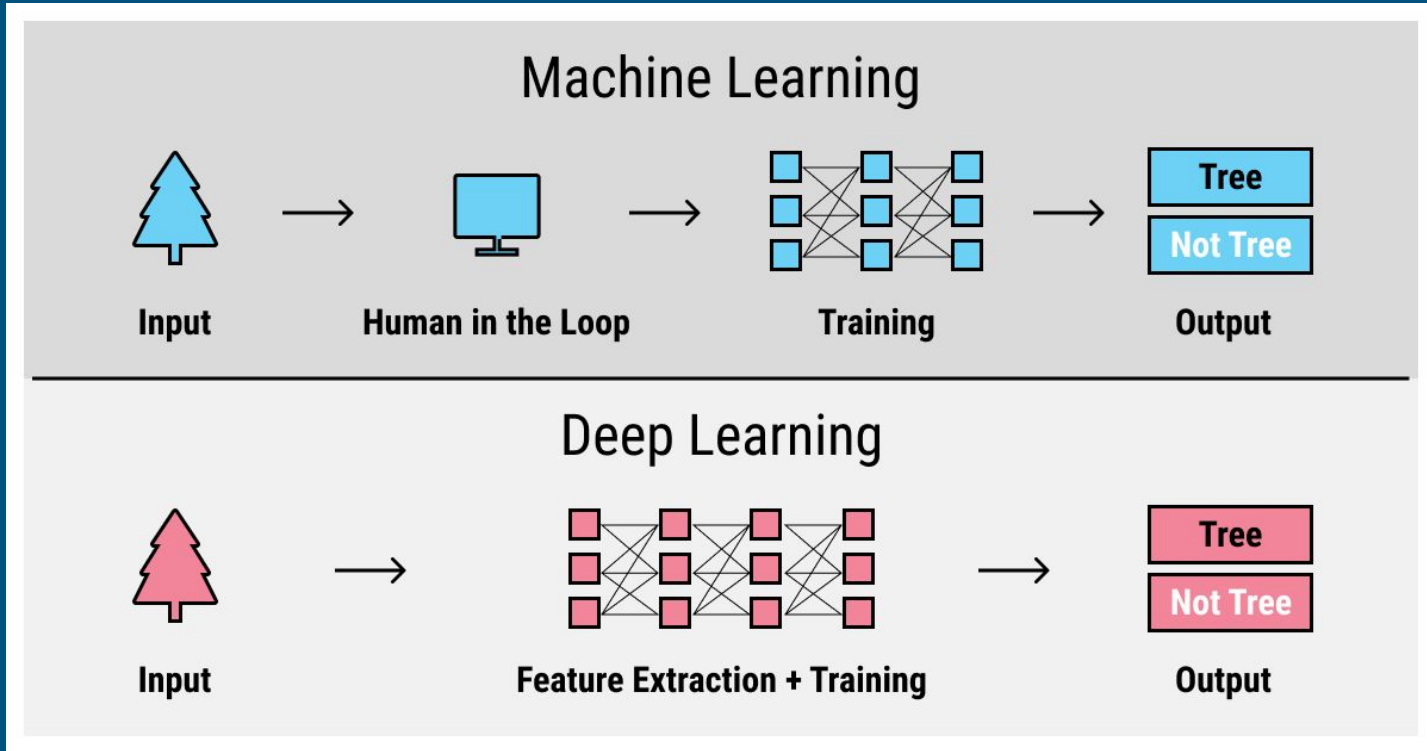 Machine Learning
Tree
Not Tree
Input
Human in the Loop
Training
Output
Deep Learning
Tree
Not Tree
Input
Feature Extraction + Training
Output